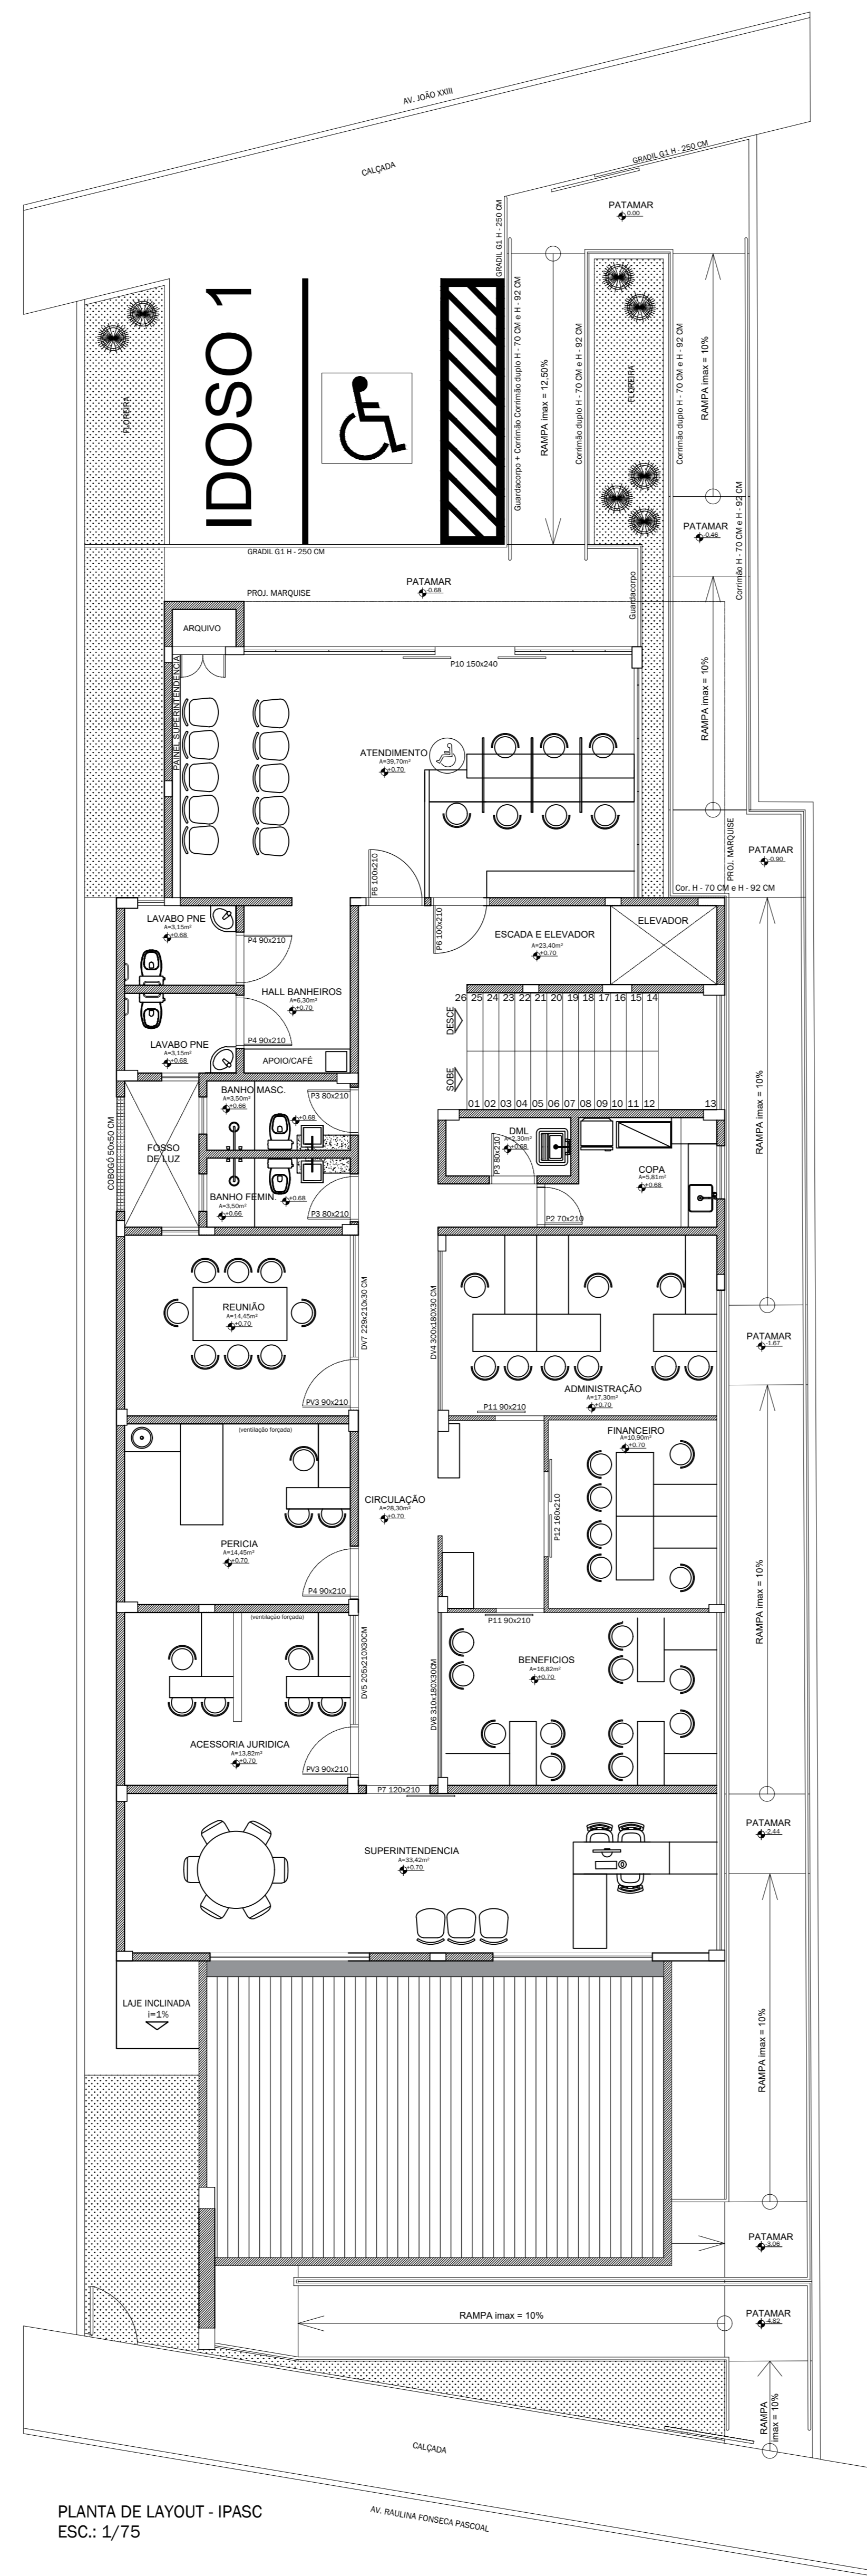 AV. JOÃO XXIII
CALÇADA
GRADIL G1 H - 250 CM
PATAMAR
0.00
GRADIL G1 H - 250 CM
IDOSO 1
FLOREIRA
Guardacorpo + Corrimão Corrimão duplo H - 70 CM e H - 92 CM
RAMPA imax = 12,50%
Corrimão duplo H - 70 CM e H - 92 CM
FLOREIRA
Corrimão duplo H - 70 CM e H - 92 CM
RAMPA imax = 10%
PATAMAR
-0.46
Corrimão H - 70 CM e H - 92 CM
GRADIL G1 H - 250 CM
PATAMAR
-0.68
PROJ. MARQUISE
Guardacorpo
ARQUIVO
RAMPA imax = 10%
P10 150x240
PAINEL SUPERINTENDENCIA
ATENDIMENTO
A=39,70m²
+0.70
PROJ. MARQUISE
PATAMAR
-0.90
Cor. H - 70 CM e H - 92 CM
P6 100x210
P6 100x210
LAVABO PNE
A=3,15m²
+0.68
P4 90x210
ESCADA E ELEVADOR
A=23,40m²
+0.70
ELEVADOR
HALL BANHEIROS
A=6,30m²
+0.70
26 25 24 23 22 21 20 19 18 17 16 15 14
DESCE
SOBE
LAVABO PNE
A=3,15m²
+0.68
P4 90x210
APOIO/CAFÉ
01 02 03 04 05 06 07 08 09 10 11 12 13
RAMPA imax = 10%
BANHO MASC.
A=3,50m²
+0.66
+0.68
P3 80x210
COBOGÓ 50x50 CM
FOSSO
DE LUZ
DML
A=2,30m²
+0.68
P3 80x210
COPA
A=5,81m²
+0.68
BANHO FEMIN.
A=3,50m²
+0.66
+0.68
P3 80x210
P2 70x210
REUNIÃO
A=14,45m²
+0.70
DV7 229x210x30 CM
DV4 300x180X30 CM
PATAMAR
-1.67
PV3 90x210
ADMINISTRAÇÃO
A=17,30m²
+0.70
P11 90x210
(ventilação forçada)
FINANCEIRO
A=10,90m²
+0.70
CIRCULAÇÃO
A=28,30m²
+0.70
P12 160x210
PERICIA
A=14,45m²
+0.70
P4 90x210
RAMPA imax = 10%
(ventilação forçada)
P11 90x210
DV5 205x210X30CM
DV6 310x180X30CM
BENEFICIOS
A=16,82m²
+0.70
ACESSORIA JURIDICA
A=13,82m²
+0.70
PV3 90x210
P7 120x210
PATAMAR
-2.44
SUPERINTENDENCIA
A=33,42m²
+0.70
LAJE INCLINADA
i=1%
RAMPA imax = 10%
PATAMAR
-3.06
RAMPA imax = 10%
PATAMAR
-4.82
RAMPA
imax = 10%
CALÇADA
AV. RAULINA FONSECA PASCOAL
PLANTA DE LAYOUT - IPASC
ESC.: 1/75